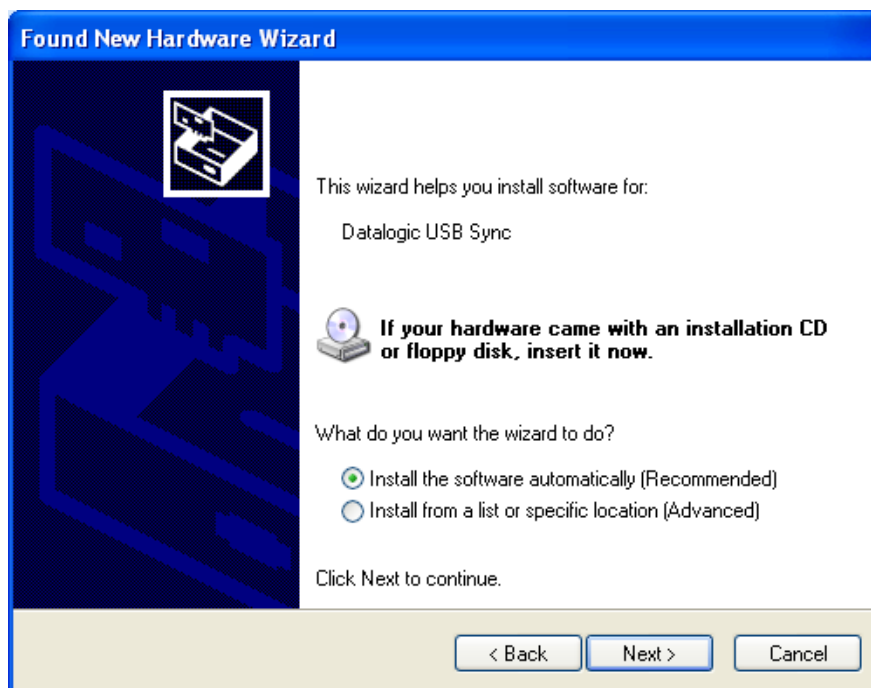 Found New Hardware Wizard
This wizard helps you install software for:
Datalogic USB Sync
If your hardware came with an installation CD
or floppy disk, insert it now.
What do you want the wizard to do?
Install the software automatically (Recommended)
Install from a list or specific location (Advanced)
Click Next to continue.
< Back
Next >
Cancel